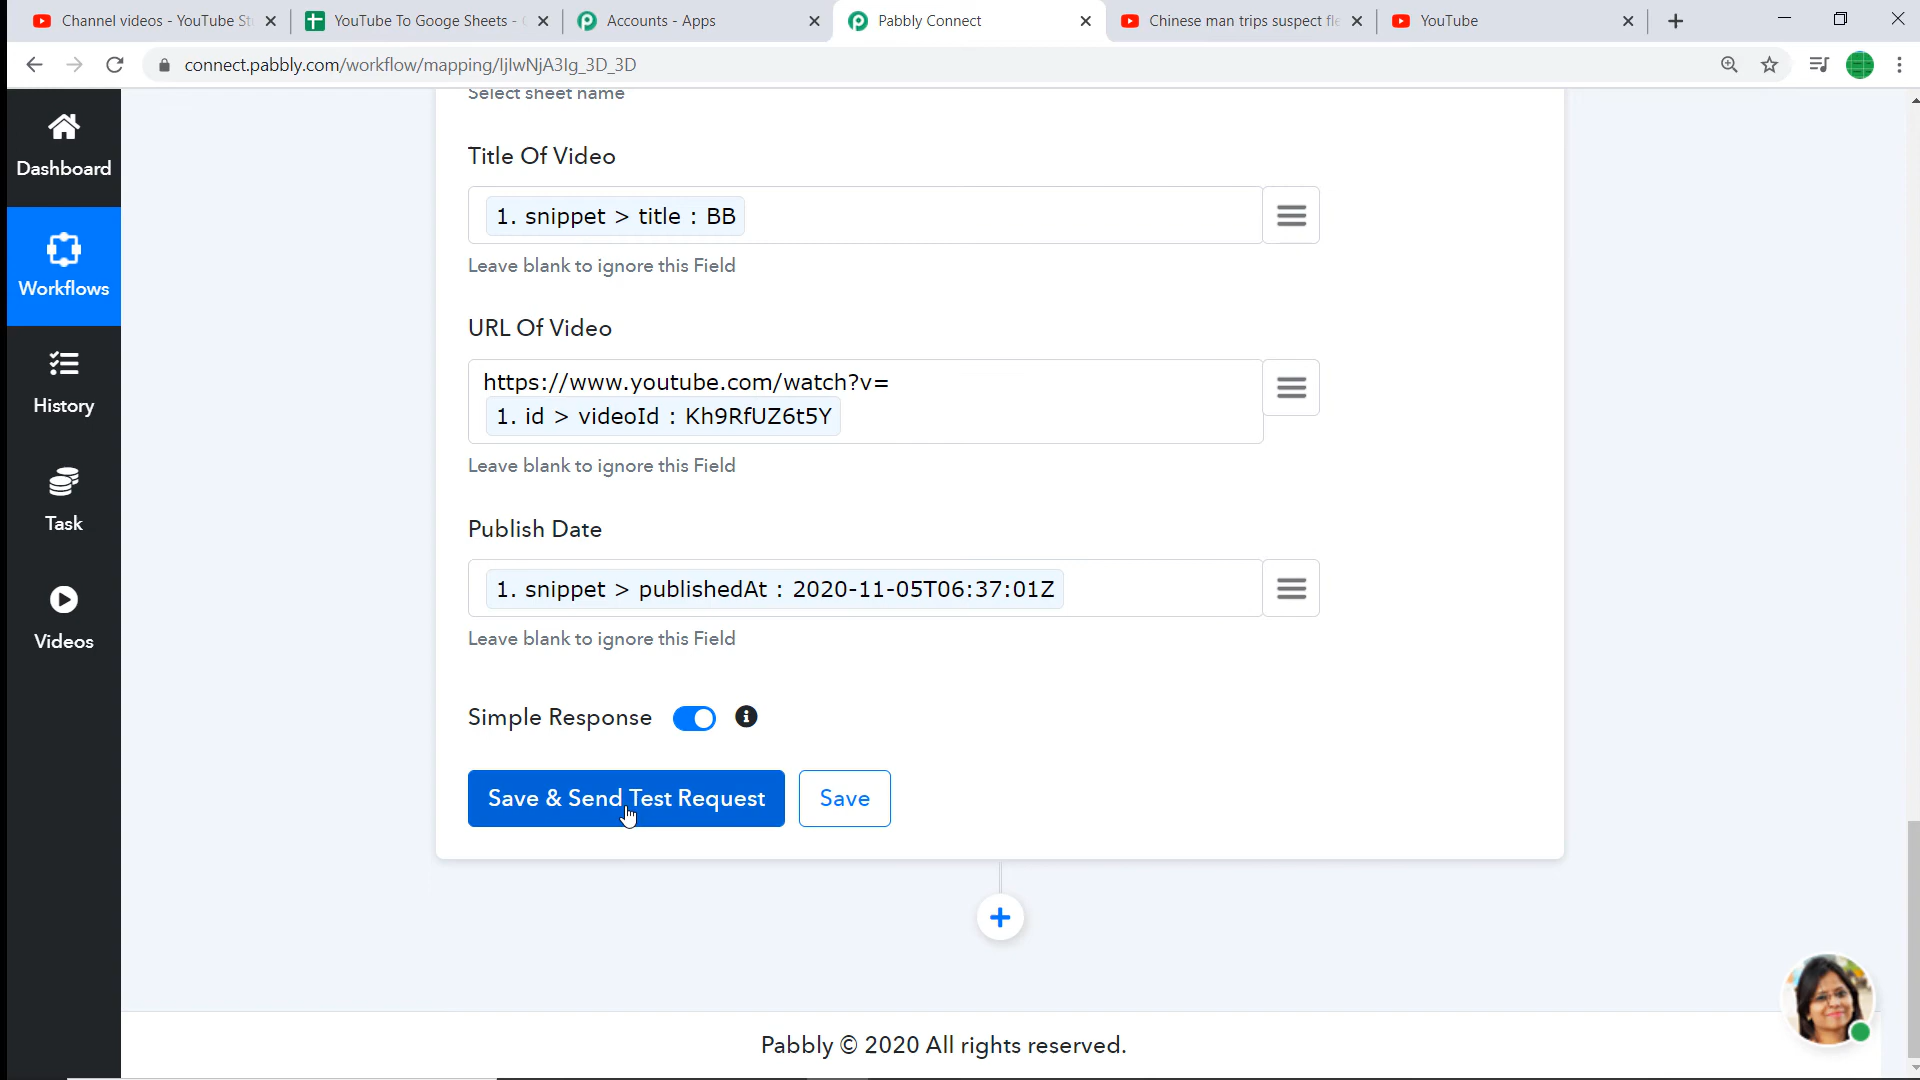 Channel videos - YouTube St
YouTube To Googe Sheets -
Accounts - Apps
Pabbly Connect
Chinese man trips suspect fle
YouTube
connect.pabbly.com/workflow/mapping/IjIwNjA3Ig_3D_3D
Select sheet name
Dashboard
Workflows
History
Task
Videos
Title Of Video
1. snippet > title : BB
Leave blank to ignore this Field
URL Of Video
https://www.youtube.com/watch?v=
1. id > videoId : Kh9RfUZ6t5Y
Leave blank to ignore this Field
Publish Date
1. snippet > publishedAt : 2020-11-05T06:37:01Z
Leave blank to ignore this Field
Simple Response
Save & Send Test Request
Save
Pabbly © 2020 All rights reserved.